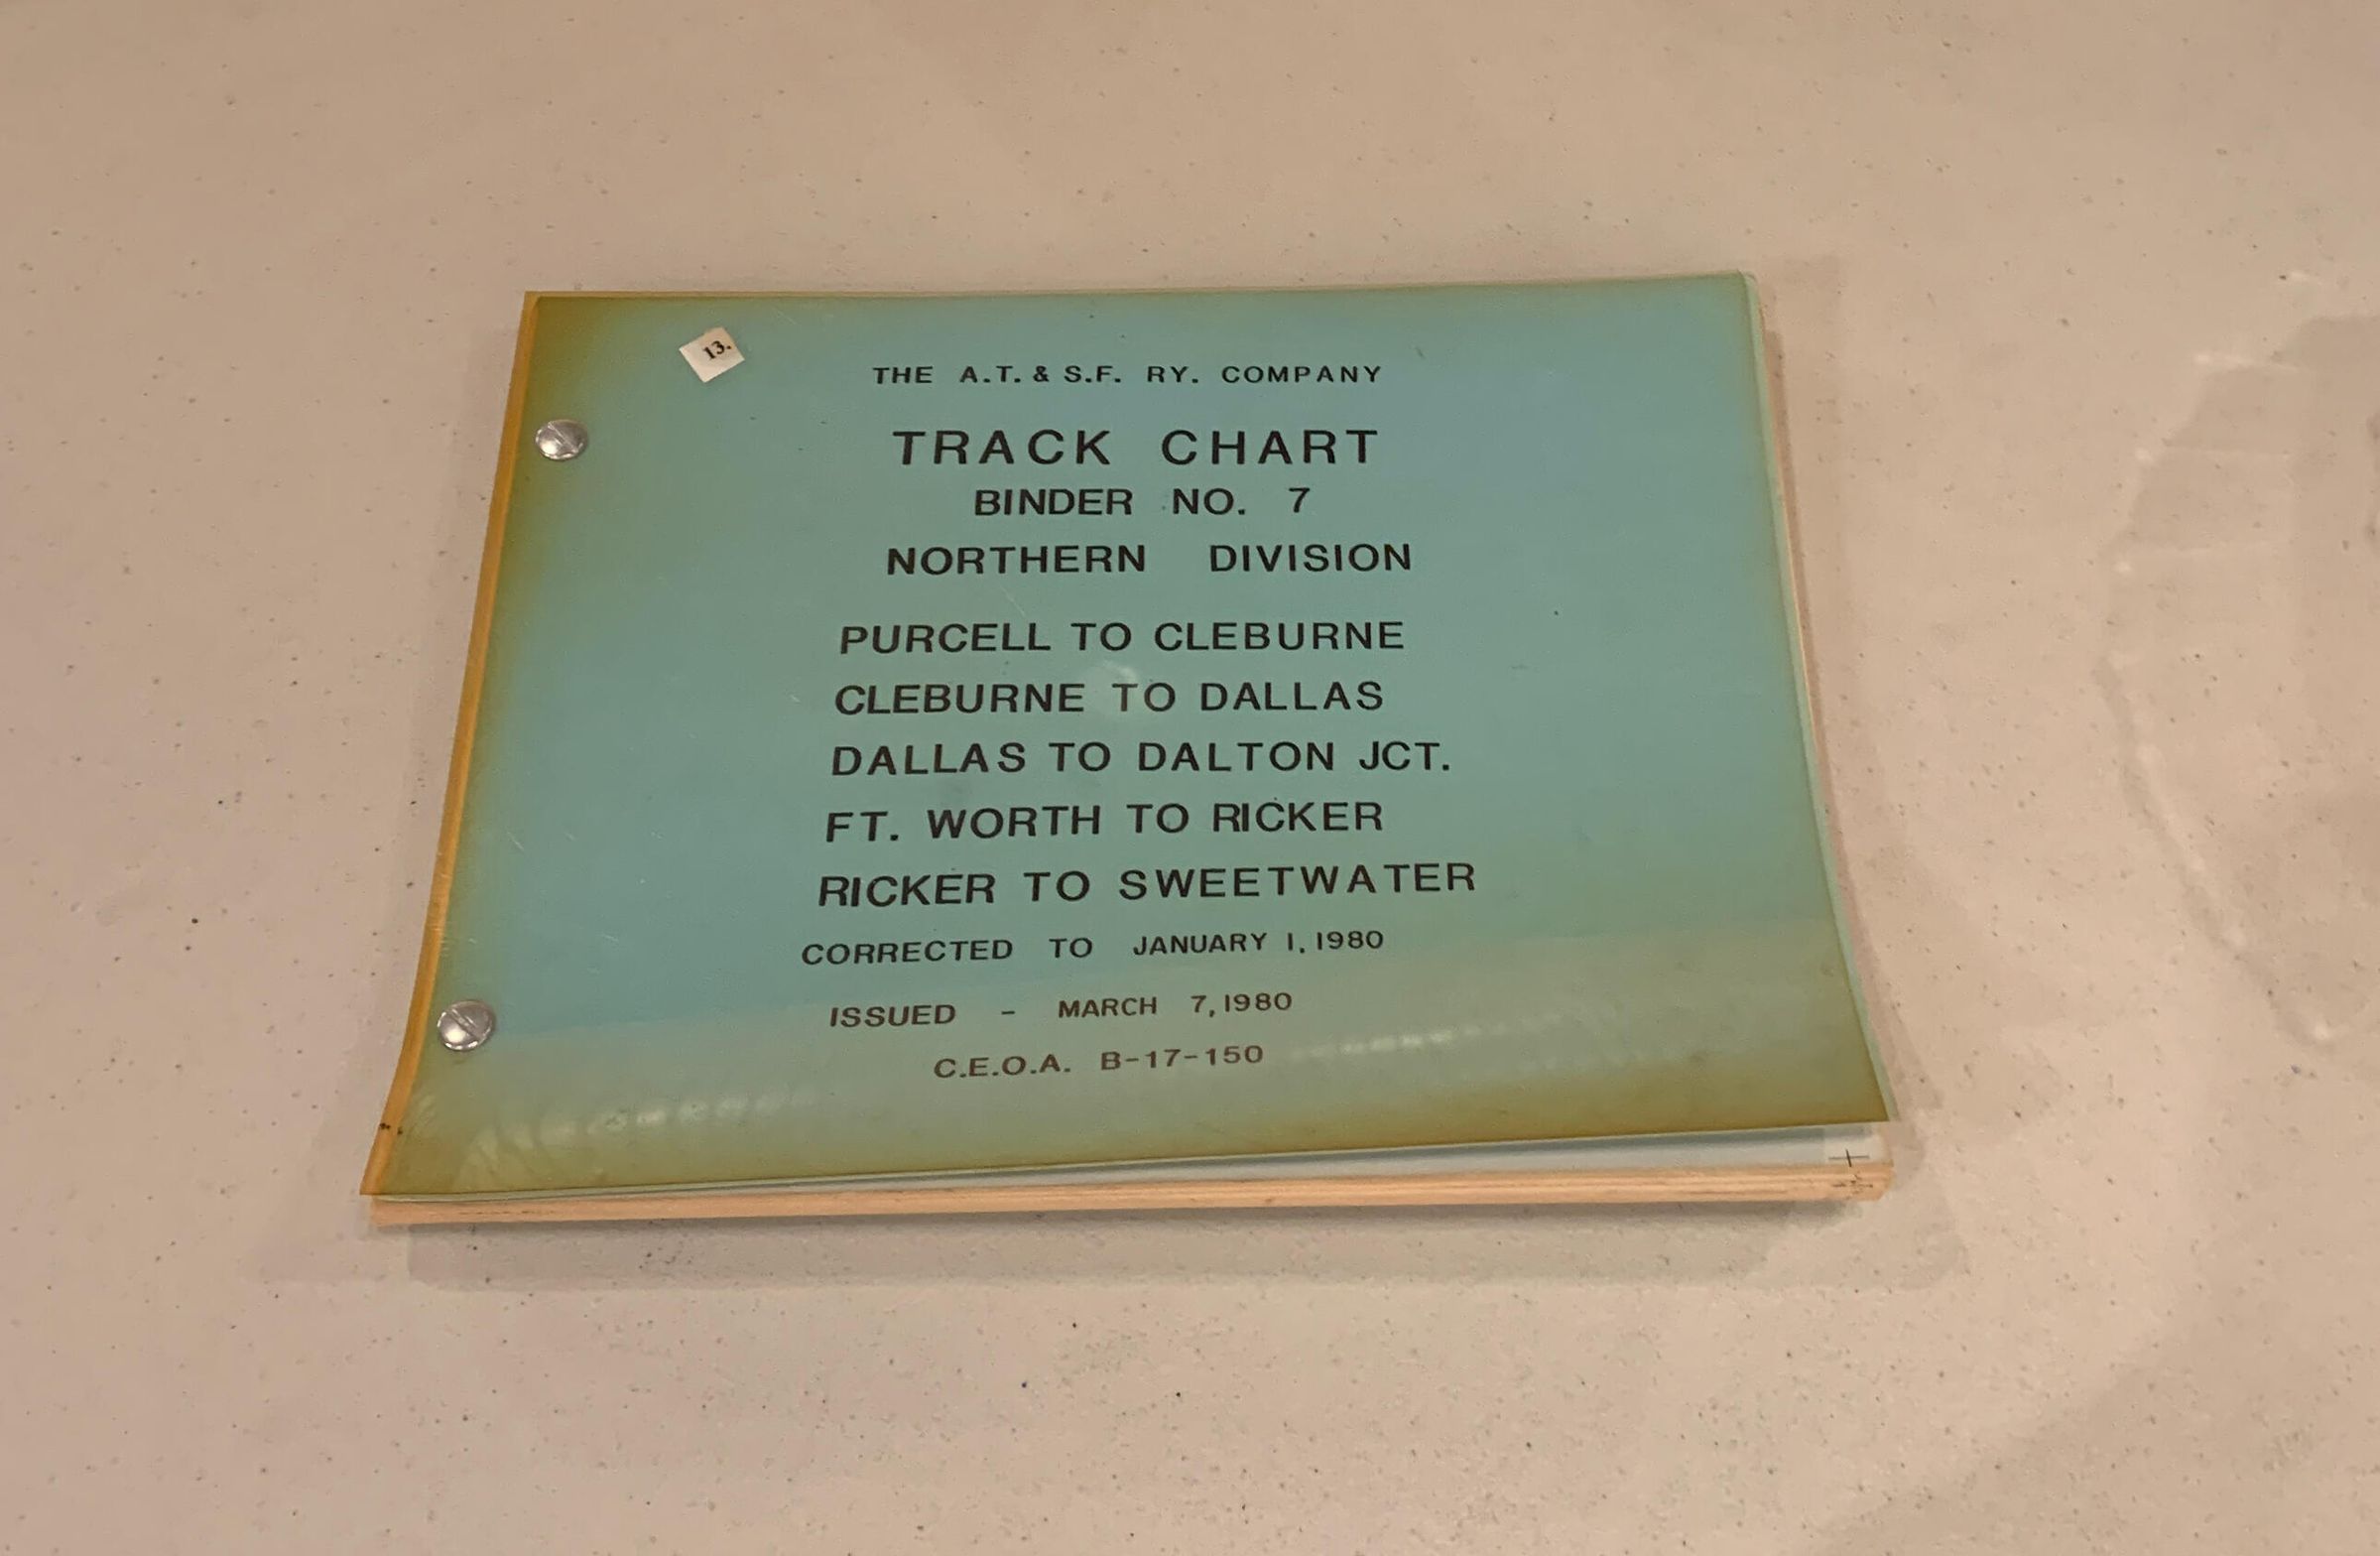 13.
THE A.T. & S.F. RY. COMPANY
TRACK CHART
BINDER NO. 7
NORTHERN DIVISION
PURCELL TO CLEBURNE
CLEBURNE TO DALLAS
DALLAS TO DALTON JCT.
FT. WORTH TO RICKER
RICKER TO SWEETWATER
CORRECTED TO JANUARY 1, 1980
ISSUED - MARCH 7, 1980
C.E.O.A. B-17-150